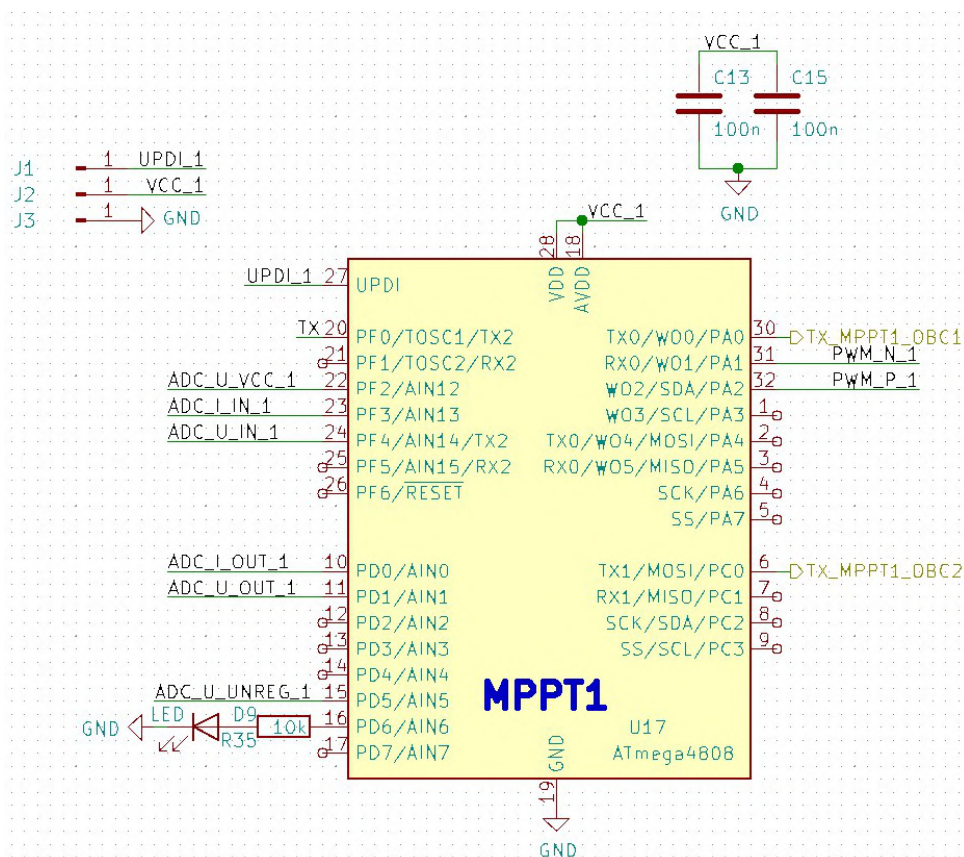 VCC_1
C13 C15
100n 100n
GND
J1 1 UPDI_1
J2 1 VCC_1
J3 1 GND
VCC_1
28 18
VDD AVDD
UPDI_1 27 UPDI
TX 20 PF0/TOSC1/TX2 TX0/WO0/PA0 30 TX_MPPT1_OBC1
21 PF1/TOSC2/RX2 RX0/WO1/PA1 31 PWM_N_1
ADC_U_VCC_1 22 PF2/AIN12 WO2/SDA/PA2 32 PWM_P_1
ADC_I_IN_1 23 PF3/AIN13 WO3/SCL/PA3 1
ADC_U_IN_1 24 PF4/AIN14/TX2 TX0/WO4/MOSI/PA4 2
25 PF5/AIN15/RX2 RX0/WO5/MISO/PA5 3
26 PF6/RESET SCK/PA6 4
SS/PA7 5
ADC_I_OUT_1 10 PD0/AIN0 TX1/MOSI/PC0 6 TX_MPPT1_OBC2
ADC_U_OUT_1 11 PD1/AIN1 RX1/MISO/PC1 7
12 PD2/AIN2 SCK/SDA/PC2 8
13 PD3/AIN3 SS/SCL/PC3 9
14 PD4/AIN4
ADC_U_UNREG_1 15 PD5/AIN5
MPPT1
LED D9
GND 10k 16 PD6/AIN6 U17
R35
17 PD7/AIN7 ATmega4808
GND
19
GND